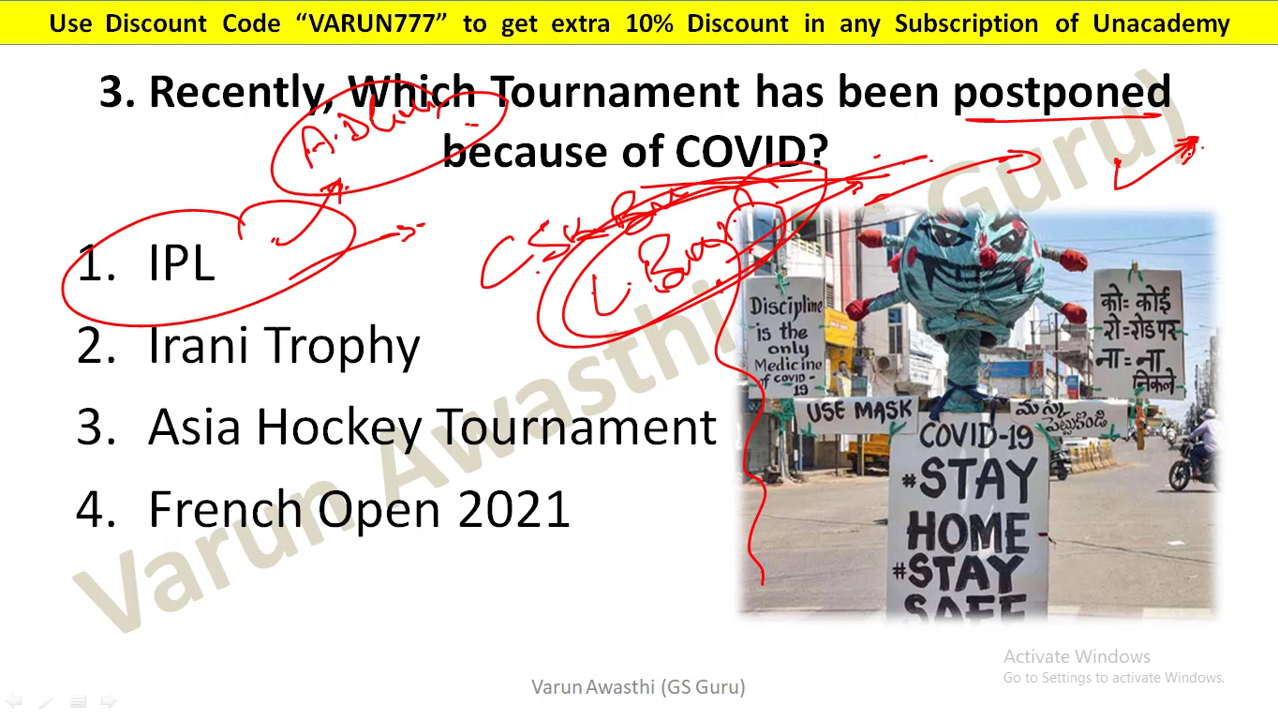 Use Discount Code “VARUN777” to get extra 10% Discount in any Subscription of Unacademy
3. Recently, Which Tournament has been postponed
because of COVID?
1. IPL
2. Irani Trophy
3. Asia Hockey Tournament
4. French Open 2021
Discipline
is the
only
Medicine
of covid-
19
को= कोई
रो=रोडपर
ना= ना
निकले
USE MASK
మాస్క
పెట్టుకొండి
COVID-19
#STAY
HOME
#STAY
SAFE
Varun Awasthi (GS Guru)
Activate Windows
Go to Settings to activate Windows.
Varun Awasthi (GS Guru)